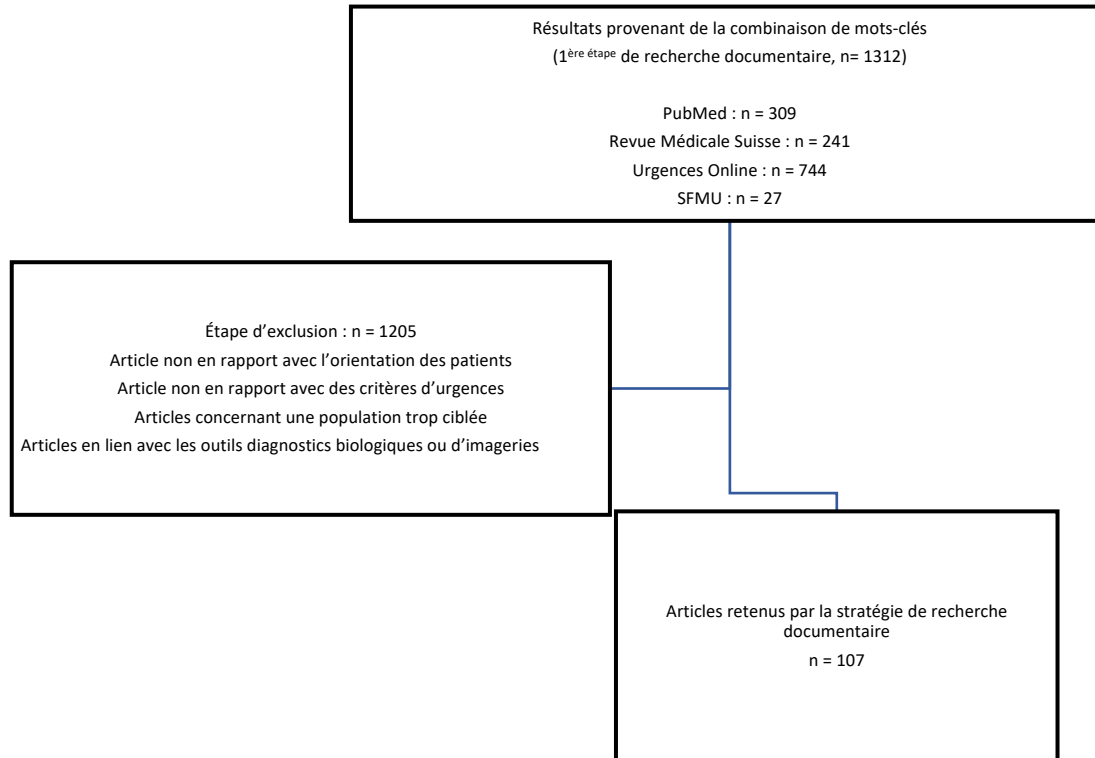 Résultats provenant de la combinaison de mots-clés
(1ère étape de recherche documentaire, n= 1312)
PubMed : n = 309
Revue Médicale Suisse : n = 241
Urgences Online : n = 744
SFMU : n = 27
Étape d’exclusion : n = 1205
Article non en rapport avec l’orientation des patients
Article non en rapport avec des critères d’urgences
Articles concernant une population trop ciblée
Articles en lien avec les outils diagnostics biologiques ou d’imageries
Articles retenus par la stratégie de recherche
documentaire
n = 107